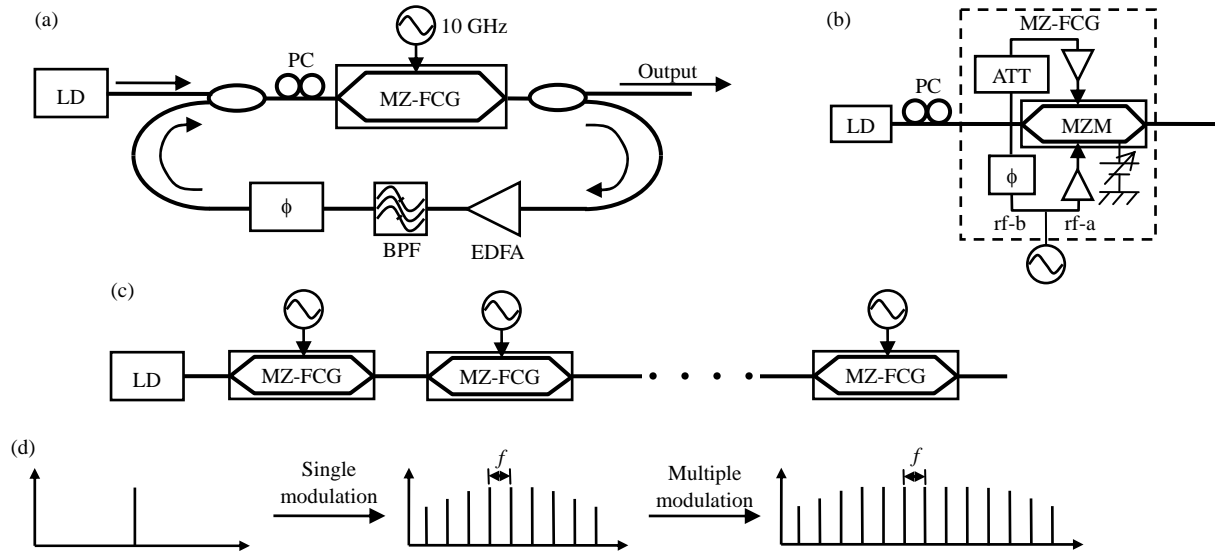 (a)
10 GHz
PC
LD
MZ-FCG
Output
ϕ
BPF
EDFA
(b)
MZ-FCG
ATT
PC
LD
MZM
ϕ
rf-b
rf-a
(c)
LD
MZ-FCG
MZ-FCG
MZ-FCG
(d)
Single
modulation
f
Multiple
modulation
f